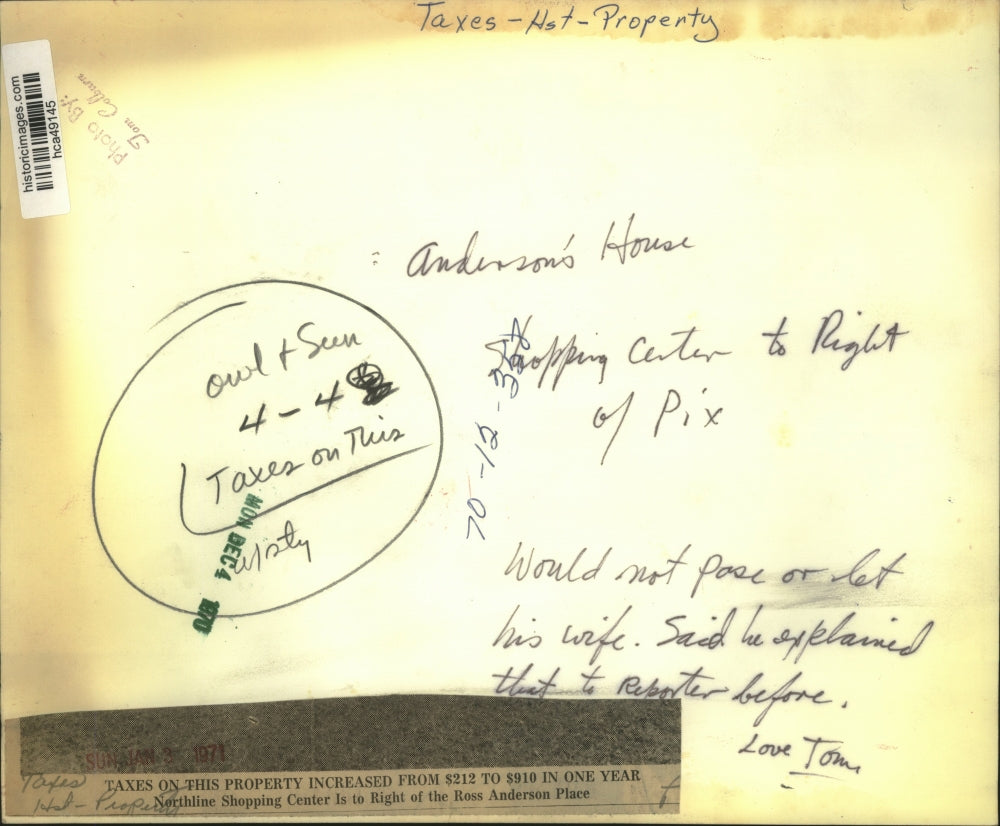 Taxes - Hst - Property
historicimages.com
hca49145
Photo By:
Tom Colburn
Anderson's House
Shopping Center to Right
of Pix
70-12-
owl + Sun
4-4
Taxes on This
MON DEC 4 1970
Would not pose or let
his wife. Said he explained
that to Reporter before.
Love Tom
SUN JAN 3 1971
TAXES ON THIS PROPERTY INCREASED FROM $212 TO $910 IN ONE YEAR
Northline Shopping Center Is to Right of the Ross Anderson Place
Taxes
Hst - Property